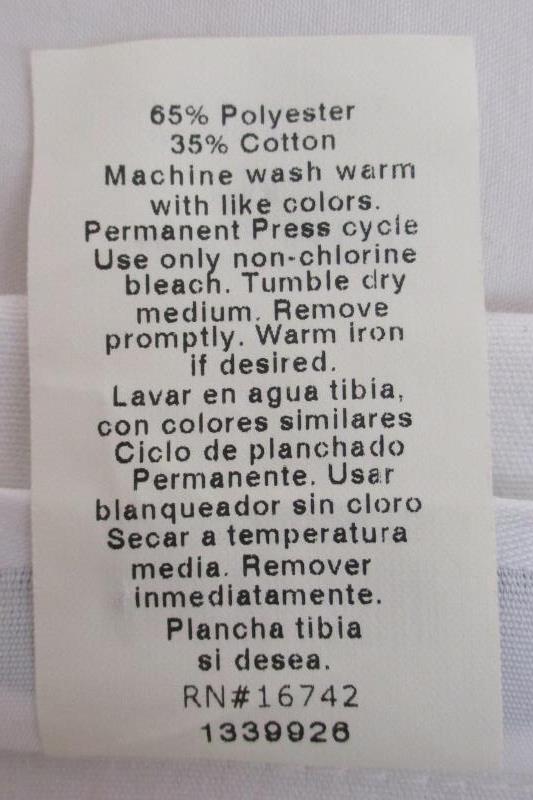 65% Polyester
35% Cotton
Machine wash warm
with like colors.
Permanent Press cycle
Use only non-chlorine
bleach. Tumble dry
medium. Remove
promptly. Warm iron
if desired.
Lavar en agua tibia,
con colores similares
Ciclo de planchado
Permanente. Usar
blanqueador sin cloro
Secar a temperatura
media. Remover
inmediatamente.
Plancha tibia
si desea.
RN#16742
1339926